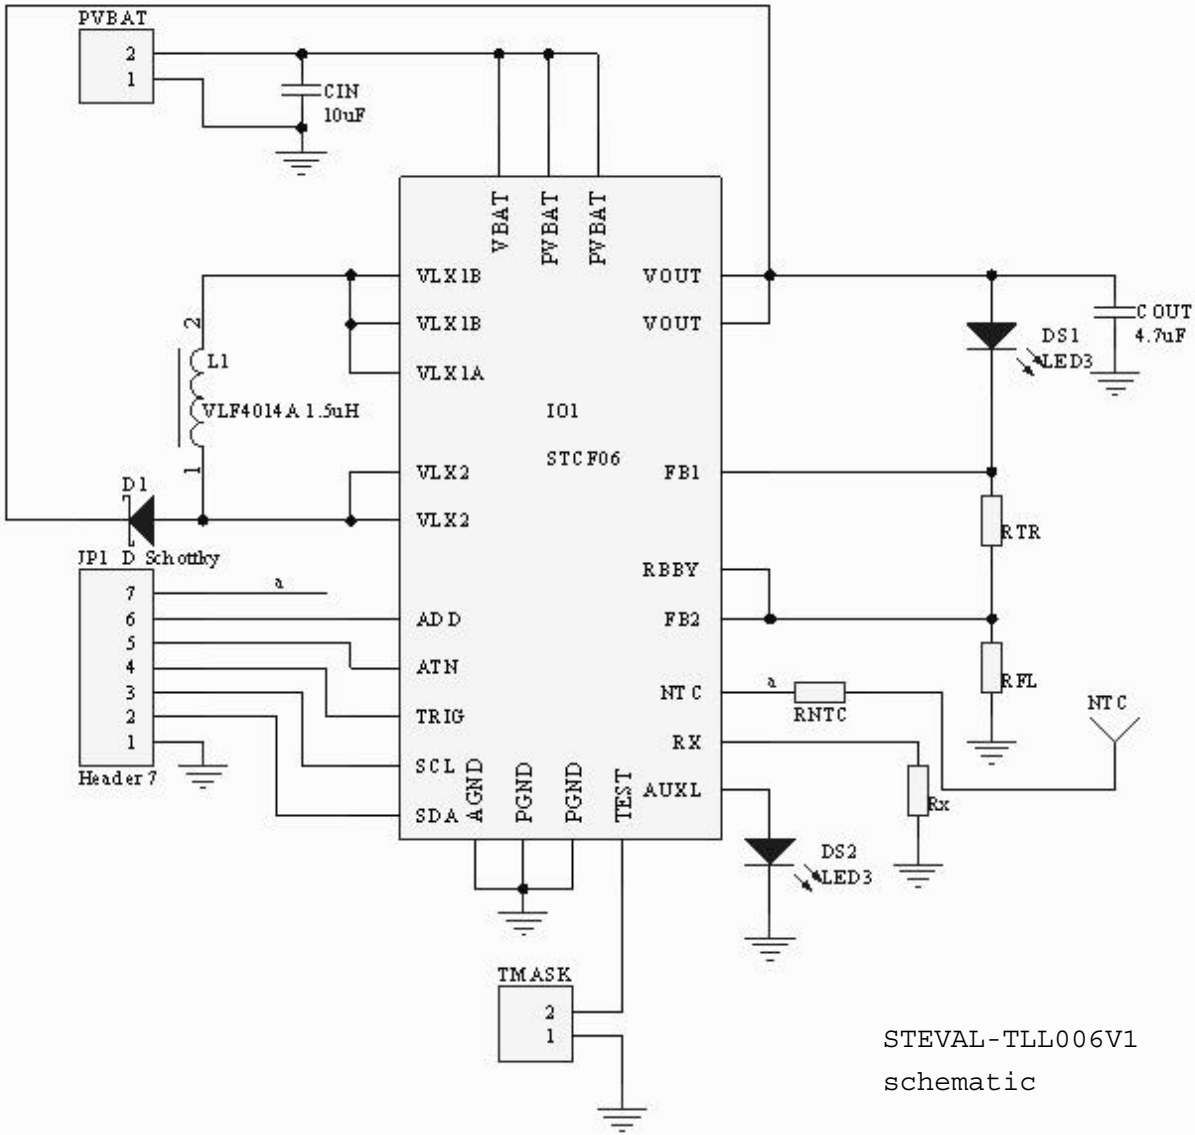 PVBAT
2
1
CIN
10uF
VBAT
PVBAT
PVBAT
VLX1B
VOUT
VLX1B
VOUT
VLX1A
2
L1
VLF4014A 1.5uH
1
COUT
4.7uF
DS1
LED3
IO1
STCF06
VLX2
FB1
VLX2
D1
D Schottky
RTR
JP1
7
a
6
5
4
3
2
1
Header 7
RBBY
ADD
FB2
ATN
RFL
NTC
a
RNTC
NTC
TRIG
RX
SCL
AUXL
Rx
SDA
AGND
PGND
PGND
TEST
DS2
LED3
TMASK
2
1
STEVAL-TLL006V1
schematic